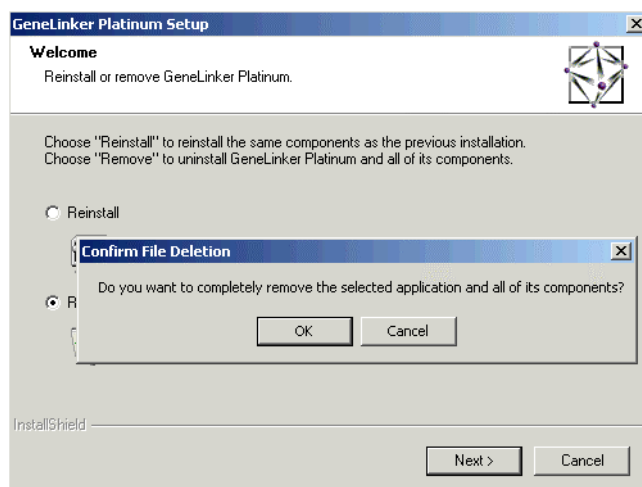 GeneLinker Platinum Setup
Welcome
Reinstall or remove GeneLinker Platinum.
Choose "Reinstall" to reinstall the same components as the previous installation.
Choose "Remove" to uninstall GeneLinker Platinum and all of its components.
Reinstall
Confirm File Deletion
Do you want to completely remove the selected application and all of its components?
R
OK Cancel
InstallShield
Next > Cancel